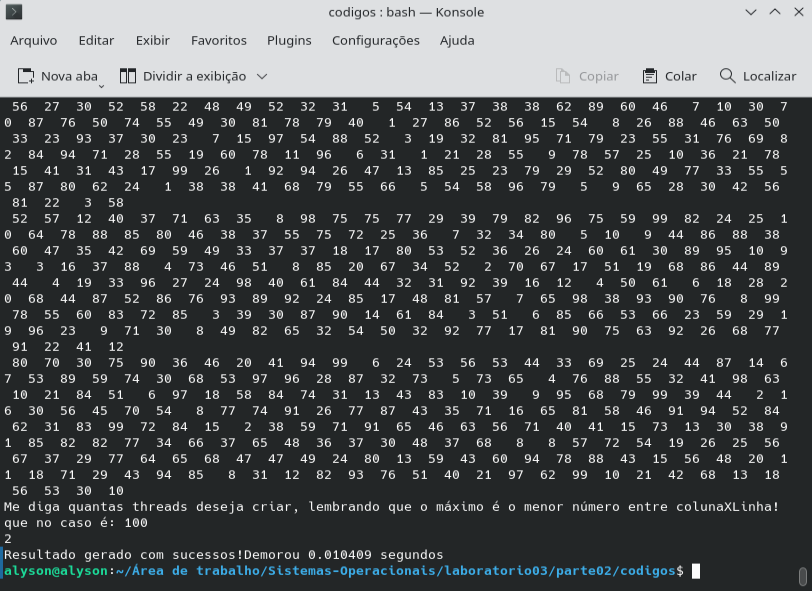 codigos : bash — Konsole
Arquivo Editar Exibir Favoritos Plugins Configurações Ajuda
Nova aba Dividir a exibição Copiar Colar Localizar
56 27 30 52 58 22 48 49 52 32 31 5 54 13 37 38 38 62 89 60 46 7 10 30 7
0 87 76 50 74 55 49 30 81 78 79 40 1 27 86 52 56 15 54 8 26 88 46 63 50
33 23 93 37 30 23 7 15 97 54 88 52 3 19 32 81 95 71 79 23 55 31 76 69 8
2 84 94 71 28 55 19 60 78 11 96 6 31 1 21 28 55 9 78 57 25 10 36 21 78
15 41 31 43 17 99 26 1 92 94 26 47 13 85 25 23 79 29 52 80 49 77 33 55 5
5 87 80 62 24 1 38 38 41 68 79 55 66 5 54 58 96 79 5 9 65 28 30 42 56
81 22 3 58
52 57 12 40 37 71 63 35 8 98 75 75 77 29 39 79 82 96 75 59 99 82 24 25 1
0 64 78 88 85 80 46 38 37 55 75 72 25 36 7 32 34 80 5 10 9 44 86 88 38
60 47 35 42 69 59 49 33 37 37 18 17 80 53 52 36 26 24 60 61 30 89 95 10 9
3 3 16 37 88 4 73 46 51 8 85 20 67 34 52 2 70 67 17 51 19 68 86 44 89
44 4 19 33 96 27 24 98 40 61 84 44 32 31 92 39 16 12 4 50 61 6 18 28 2
0 68 44 87 52 86 76 93 89 92 24 85 17 48 81 57 7 65 98 38 93 90 76 8 99
78 55 60 83 72 85 3 39 30 87 90 14 61 84 3 51 6 85 66 53 66 23 59 29 1
9 96 23 9 71 30 8 49 82 65 32 54 50 32 92 77 17 81 90 75 63 92 26 68 77
91 22 41 12
80 70 30 75 90 36 46 20 41 94 99 6 24 53 56 53 44 33 69 25 24 44 87 14 6
7 53 89 59 74 30 68 53 97 96 28 87 32 73 5 73 65 4 76 88 55 32 41 98 63
10 21 84 51 6 97 18 58 84 74 31 13 43 83 10 39 9 95 68 79 99 39 44 2 1
6 30 56 45 70 54 8 77 74 91 26 77 87 43 35 71 16 65 81 58 46 91 94 52 84
62 31 83 99 72 84 15 2 38 59 71 91 65 46 63 56 71 40 41 15 73 13 30 38 9
1 85 82 82 77 34 66 37 65 48 36 37 30 48 37 68 8 8 57 72 54 19 26 25 56
67 37 29 77 64 65 68 47 47 49 24 80 13 59 43 60 94 78 88 43 15 56 48 20 1
1 18 71 29 43 94 85 8 31 12 82 93 76 51 40 21 97 62 99 10 21 42 68 13 18
56 53 30 10
Me diga quantas threads deseja criar, lembrando que o máximo é o menor número entre colunaXLinha!
que no caso é: 100
2
Resultado gerado com sucessos!Demorou 0.010409 segundos
alyson@alyson:~/Área de trabalho/Sistemas-Operacionais/laboratorio03/parte02/codigos$